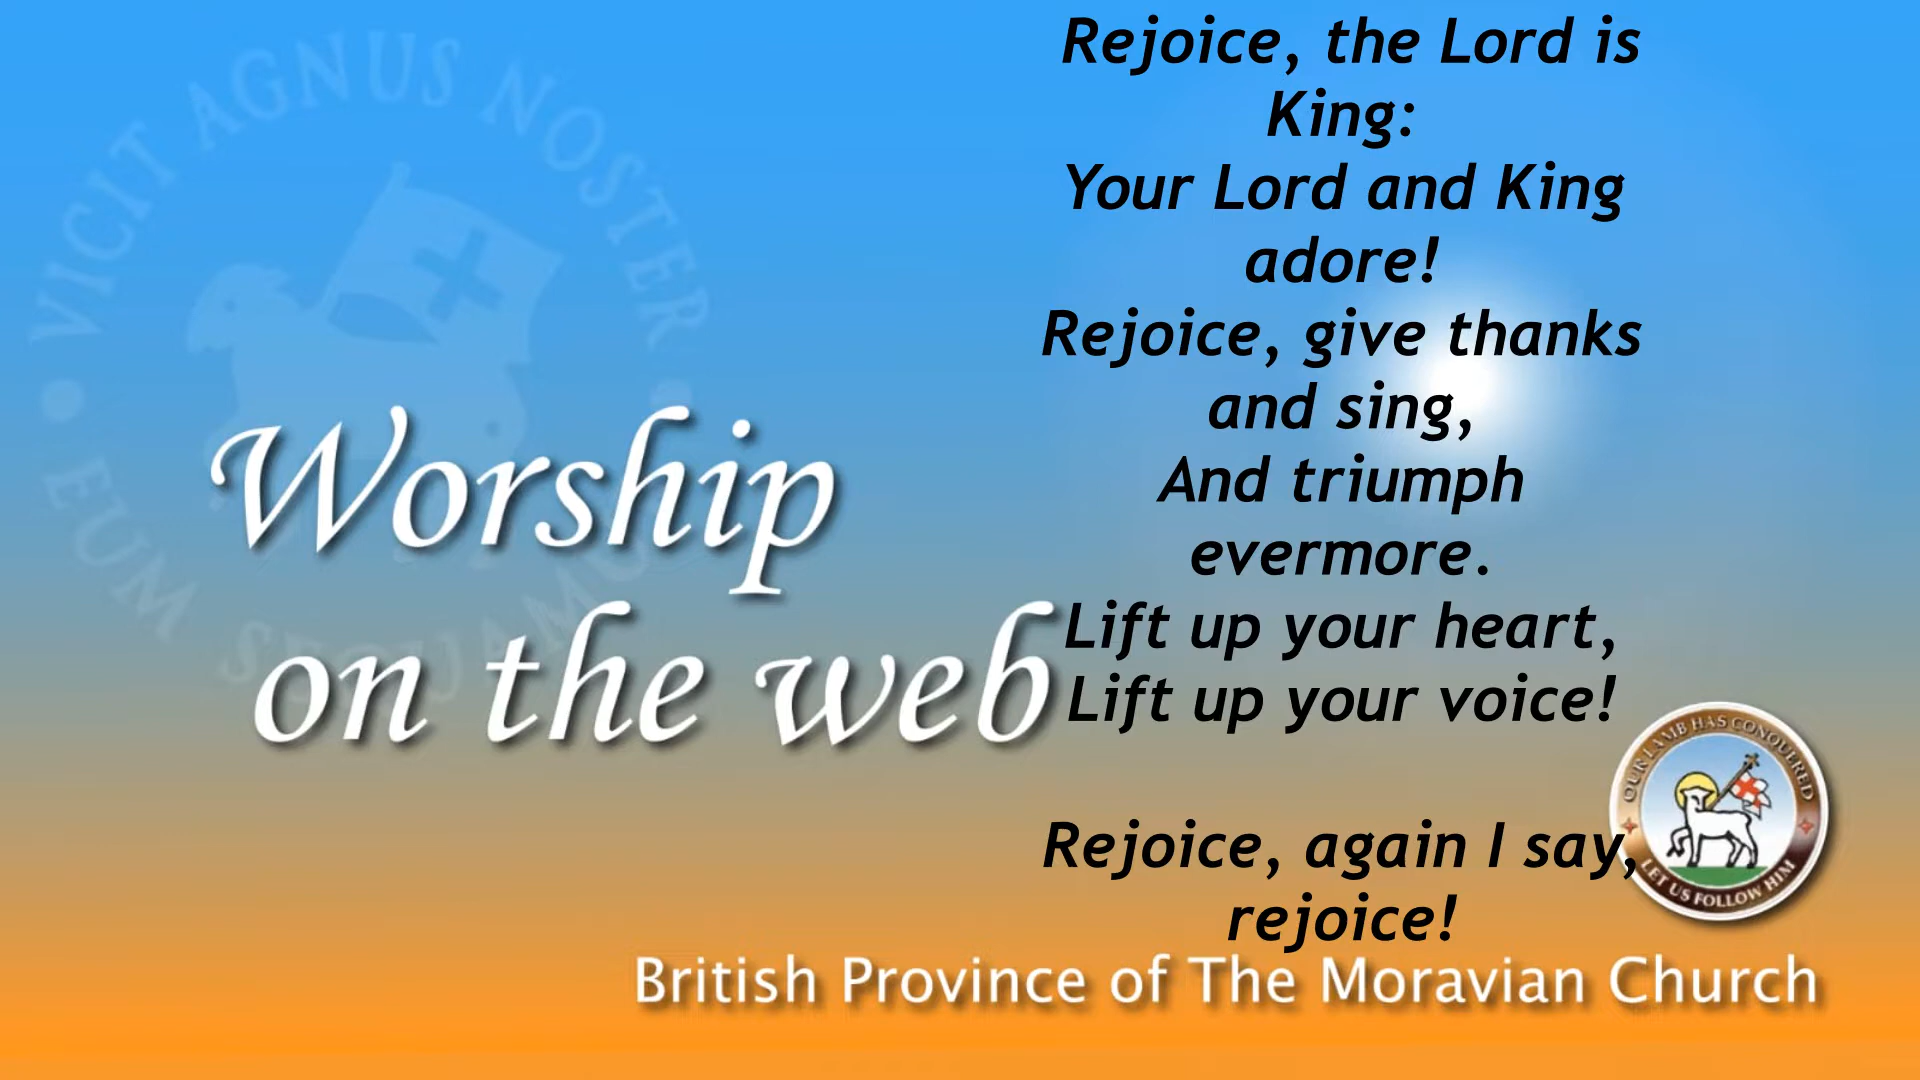 VICIT AGNUS NOSTER
EUM SEQUAMUR
Worship
on the web
Rejoice, the Lord is
King:
Your Lord and King
adore!
Rejoice, give thanks
and sing,
And triumph
evermore.
Lift up your heart,
Lift up your voice!
Rejoice, again I say,
rejoice!
OUR LAMB HAS CONQUERED
LET US FOLLOW HIM
British Province of The Moravian Church